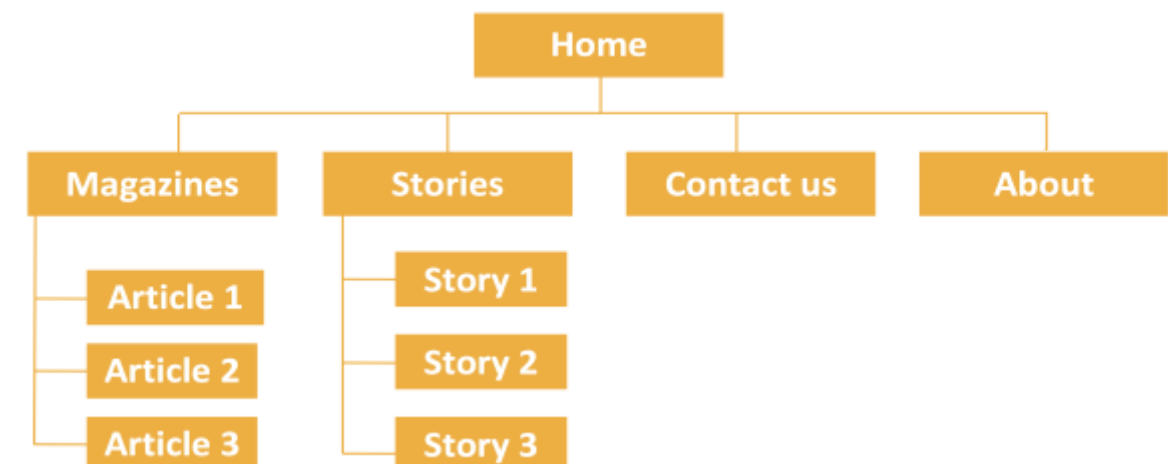 Home
Magazines
Stories
Contact us
About
Article 1
Article 2
Article 3
Story 1
Story 2
Story 3